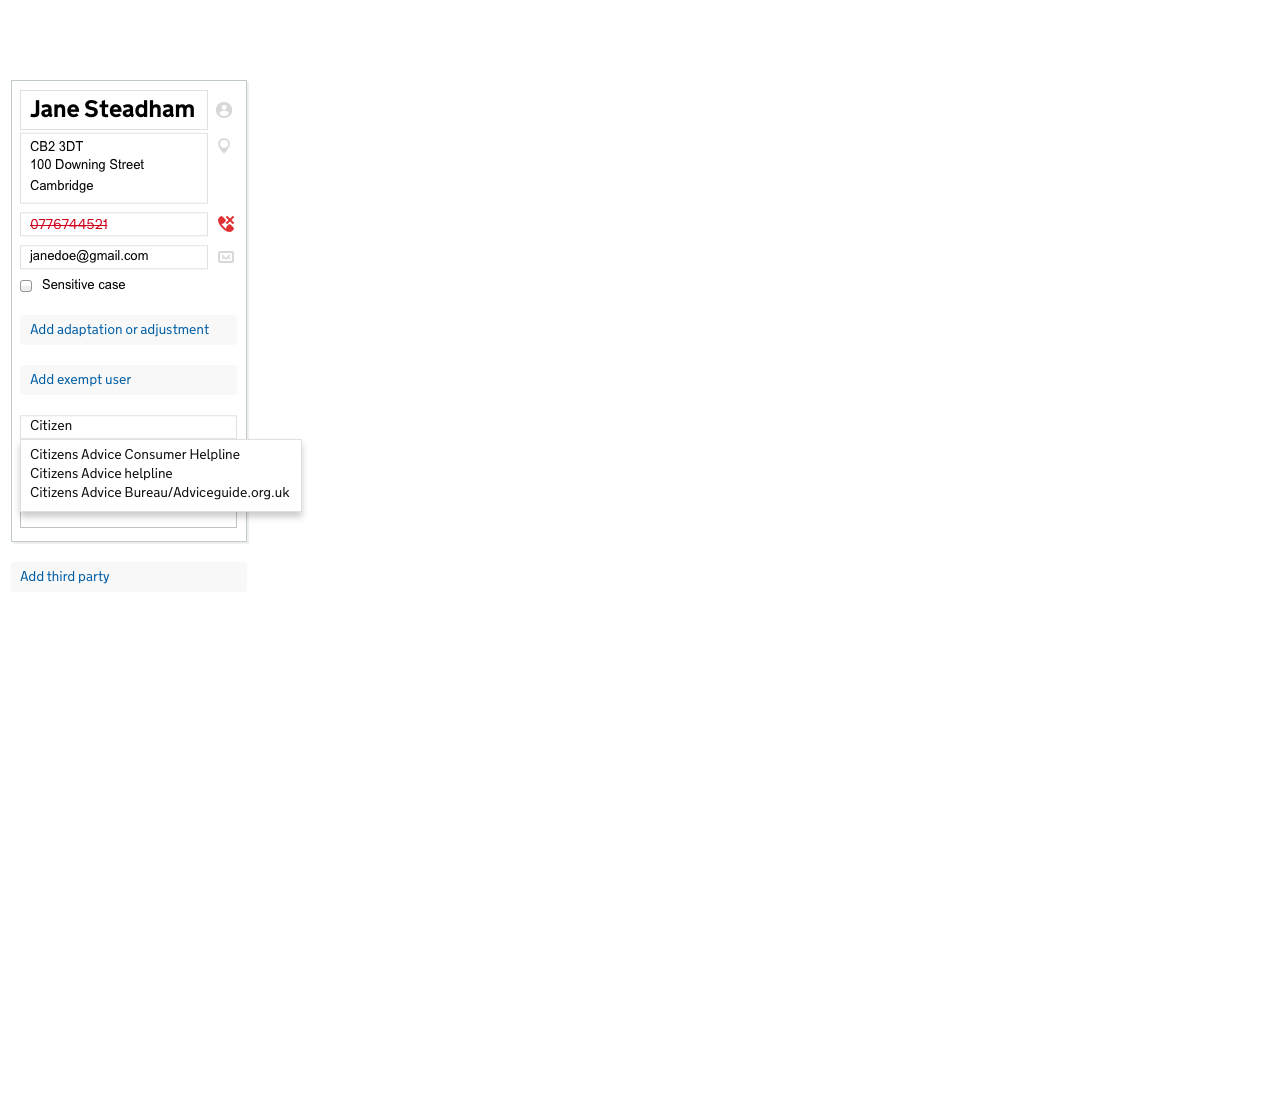 Jane Steadham
CB2 3DT
100 Downing Street
Cambridge
0776744521
janedoe@gmail.com
Sensitive case
Add adaptation or adjustment
Add exempt user
Citizen
Citizens Advice Consumer Helpline
Citizens Advice helpline
Citizens Advice Bureau/Adviceguide.org.uk
Add third party